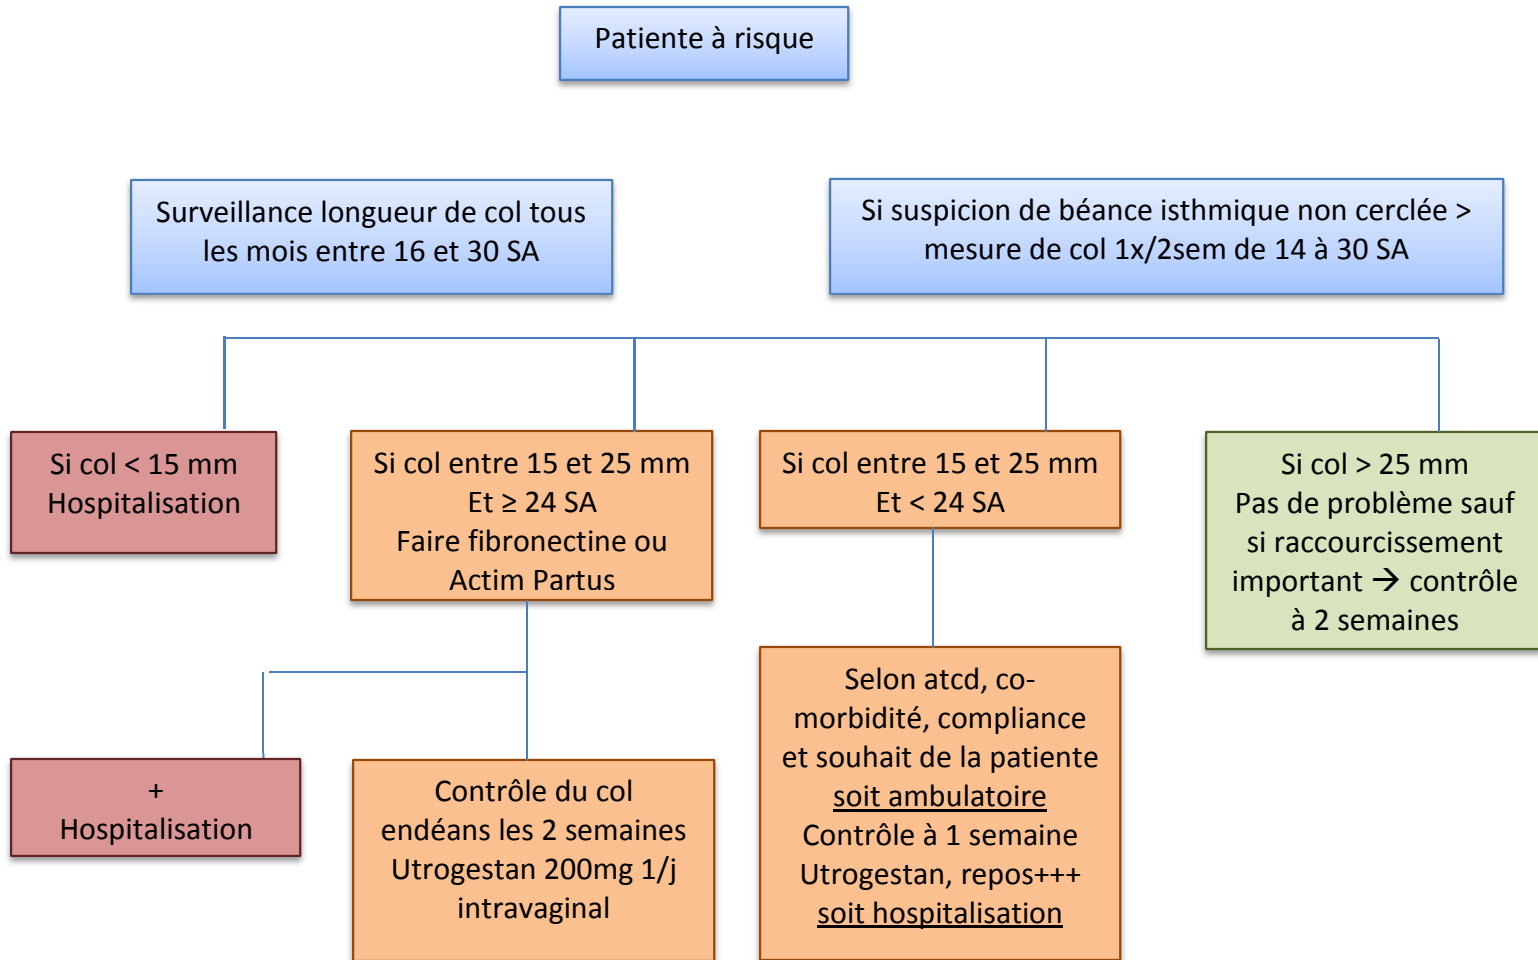 Patiente à risque
Surveillance longueur de col tous
les mois entre 16 et 30 SA
Si suspicion de béance isthmique non cerclée >
mesure de col 1x/2sem de 14 à 30 SA
Si col < 15 mm
Hospitalisation
Si col entre 15 et 25 mm
Et ≥ 24 SA
Faire fibronectine ou
Actim Partus
Si col entre 15 et 25 mm
Et < 24 SA
Si col > 25 mm
Pas de problème sauf
si raccourcissement
important → contrôle
à 2 semaines
+
Hospitalisation
Contrôle du col
endéans les 2 semaines
Utrogestan 200mg 1/j
intravaginal
Selon atcd, co-
morbidité, compliance
et souhait de la patiente
soit ambulatoire
Contrôle à 1 semaine
Utrogestan, repos+++
soit hospitalisation